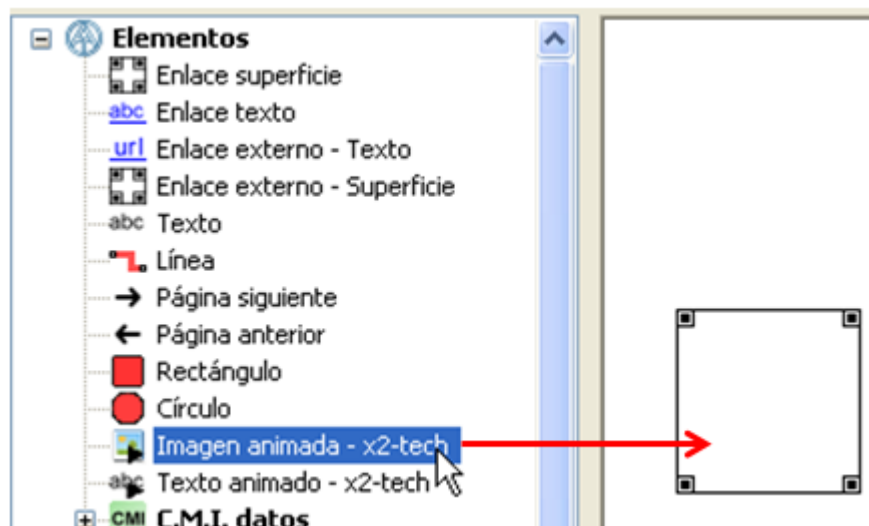 Elementos
Enlace superficie
abc Enlace texto
url Enlace externo - Texto
Enlace externo - Superficie
abc Texto
Línea
Página siguiente
Página anterior
Rectángulo
Círculo
Imagen animada - x2-tech
abc Texto animado - x2-tech
CMI C.M.I. datos